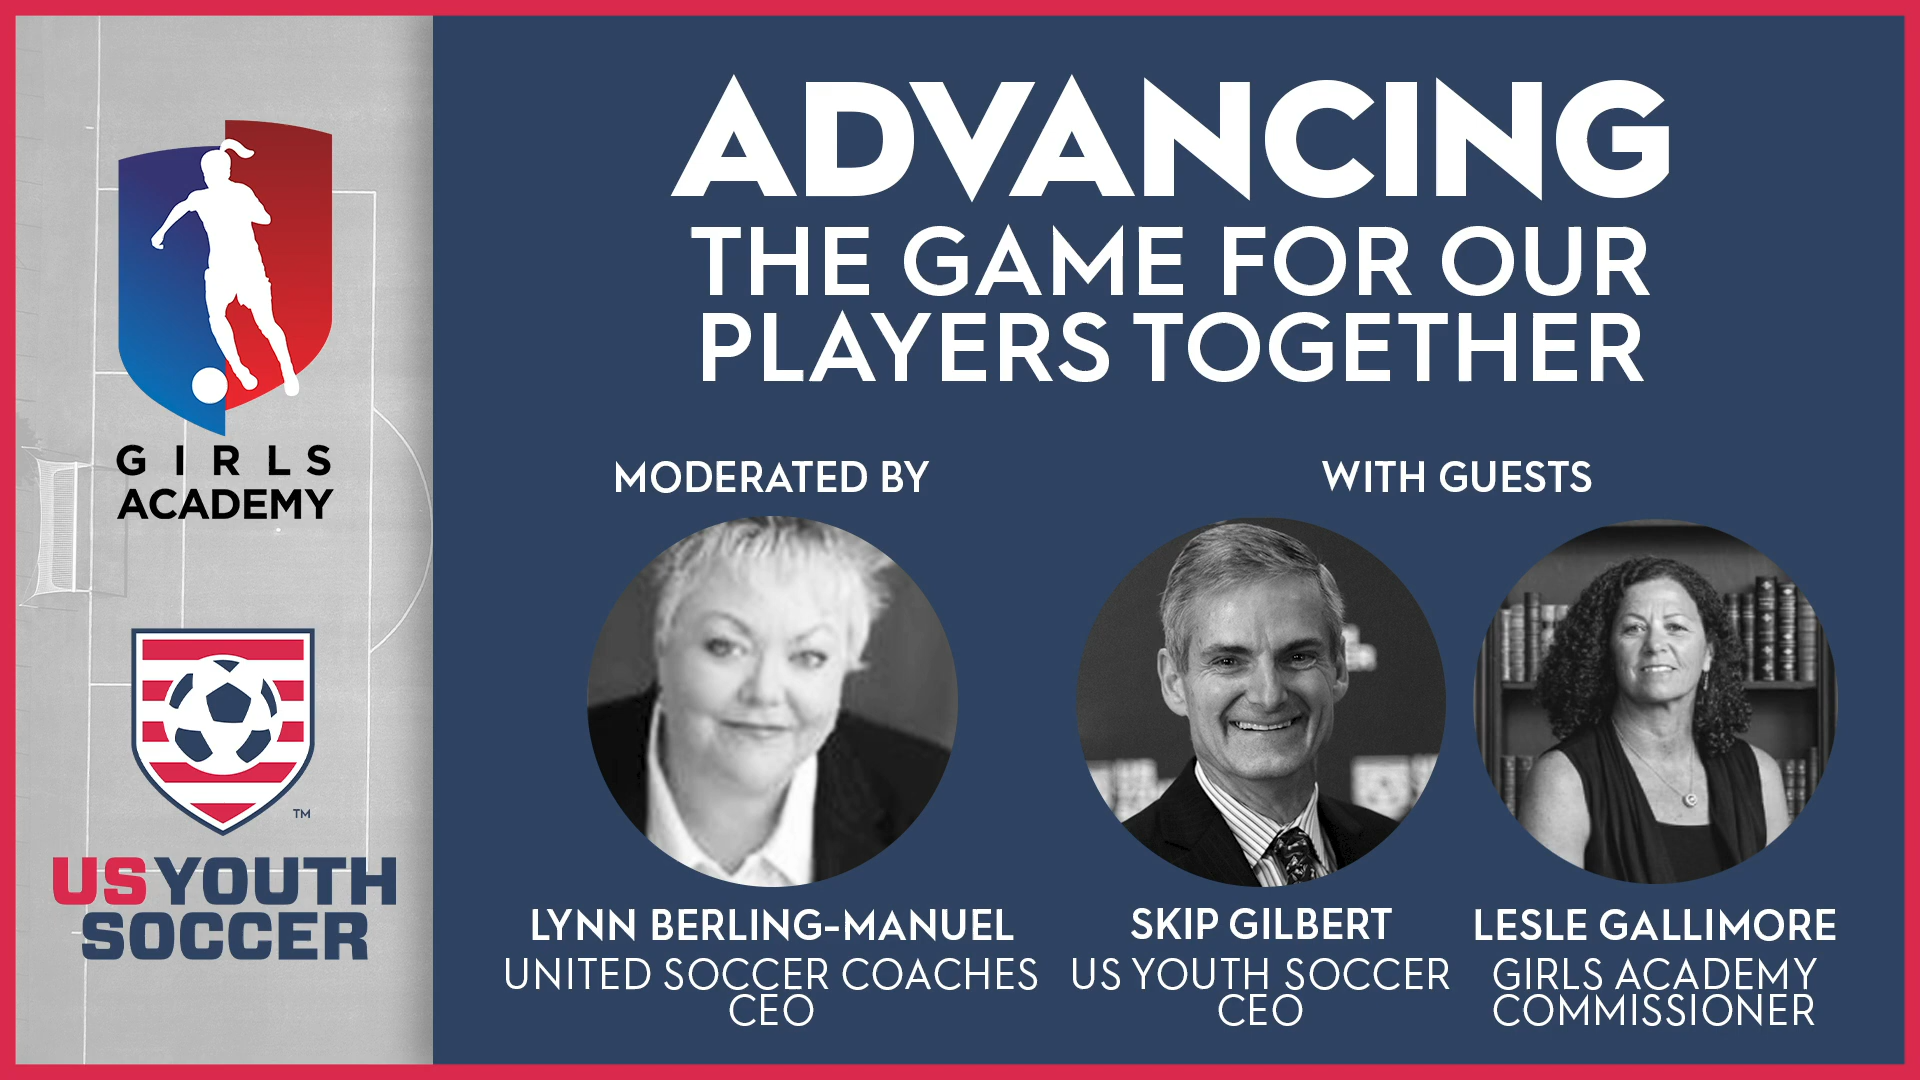 GIRLS
ACADEMY
TM
USYOUTH
SOCCER
ADVANCING
THE GAME FOR OUR
PLAYERS TOGETHER
MODERATED BY
LYNN BERLING-MANUEL
UNITED SOCCER COACHES
CEO
WITH GUESTS
SKIP GILBERT
US YOUTH SOCCER
CEO
LESLE GALLIMORE
GIRLS ACADEMY
COMMISSIONER